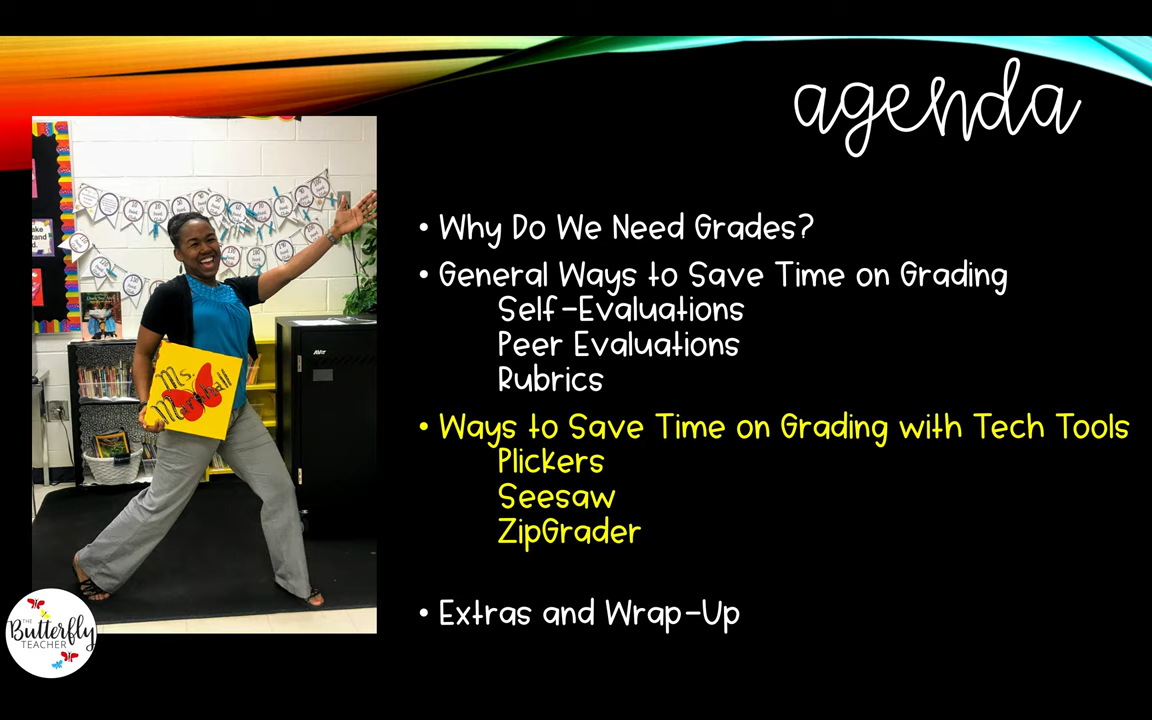 agenda
• Why Do We Need Grades?
• General Ways to Save Time on Grading
Self-Evaluations
Peer Evaluations
Rubrics
• Ways to Save Time on Grading with Tech Tools
Plickers
Seesaw
ZipGrader
• Extras and Wrap-Up
Ms.
Marshall
AVer
THE
Butterfly
TEACHER